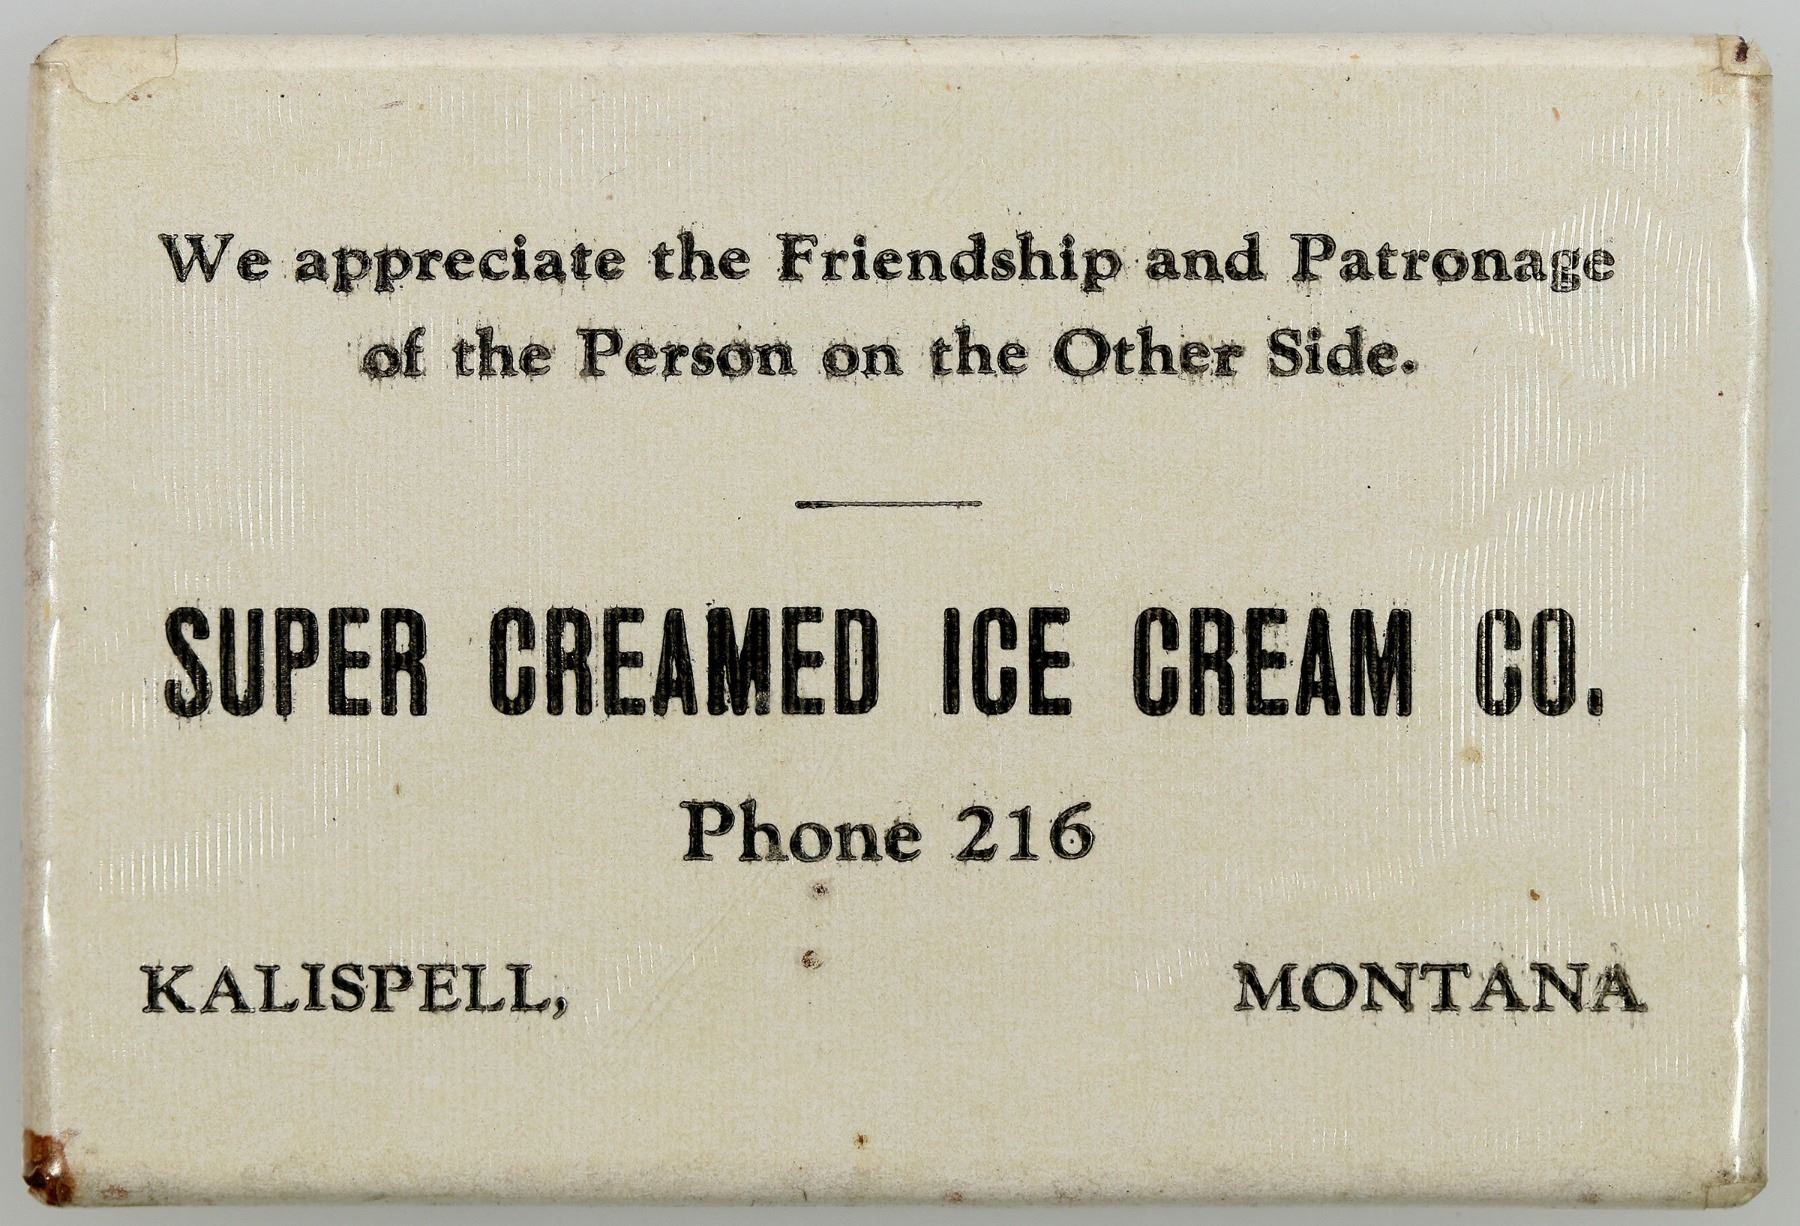 We appreciate the Friendship and Patronage
of the Person on the Other Side.
SUPER CREAMED ICE CREAM CO.
Phone 216
KALISPELL, MONTANA